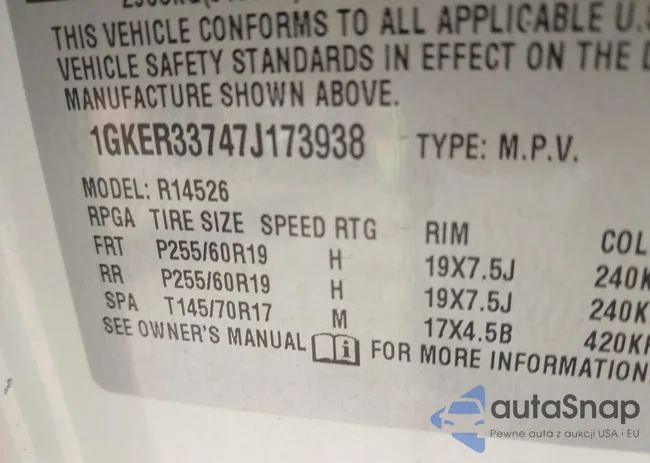 THIS VEHICLE CONFORMS TO ALL APPLICABLE U.S
VEHICLE SAFETY STANDARDS IN EFFECT ON THE D
MANUFACTURE SHOWN ABOVE.
1GKER33747J173938 TYPE: M.P.V.
MODEL: R14526
RPGA TIRE SIZE SPEED RTG RIM COL
FRT P255/60R19 H 19X7.5J 240K
RR P255/60R19 H 19X7.5J 240K
SPA T145/70R17 M 17X4.5B 420K
SEE OWNER'S MANUAL i FOR MORE INFORMATION
autaSnap
Pewne auta z aukcji USA i EU